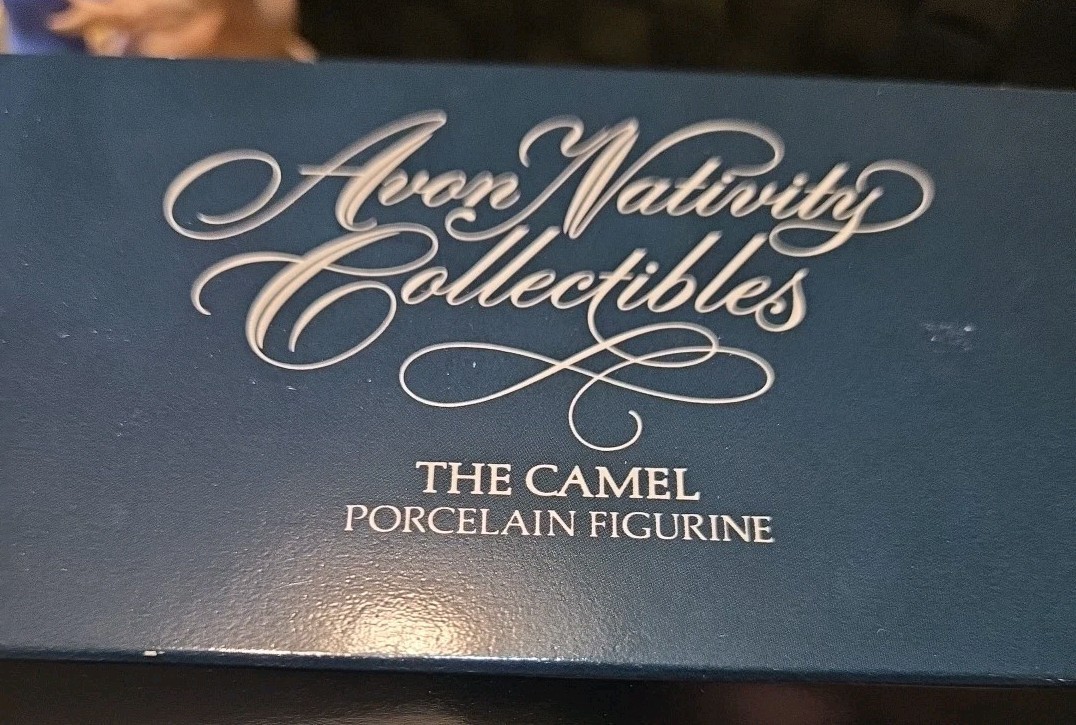 Avon Nativity
Collectibles
THE CAMEL
PORCELAIN FIGURINE